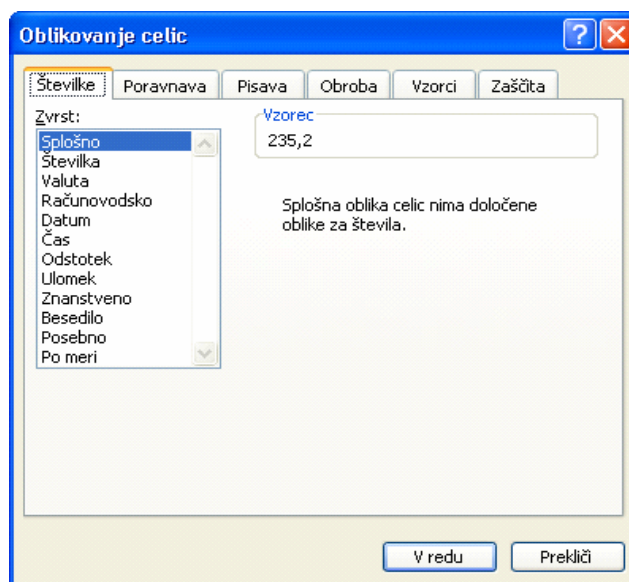 Oblikovanje celic
Številke Poravnava Pisava Obroba Vzorci Zaščita
Zvrst:
Splošno
Številka
Valuta
Računovodsko
Datum
Čas
Odstotek
Ulomek
Znanstveno
Besedilo
Posebno
Po meri
Vzorec
235,2
Splošna oblika celic nima določene
oblike za števila.
V redu Prekliči